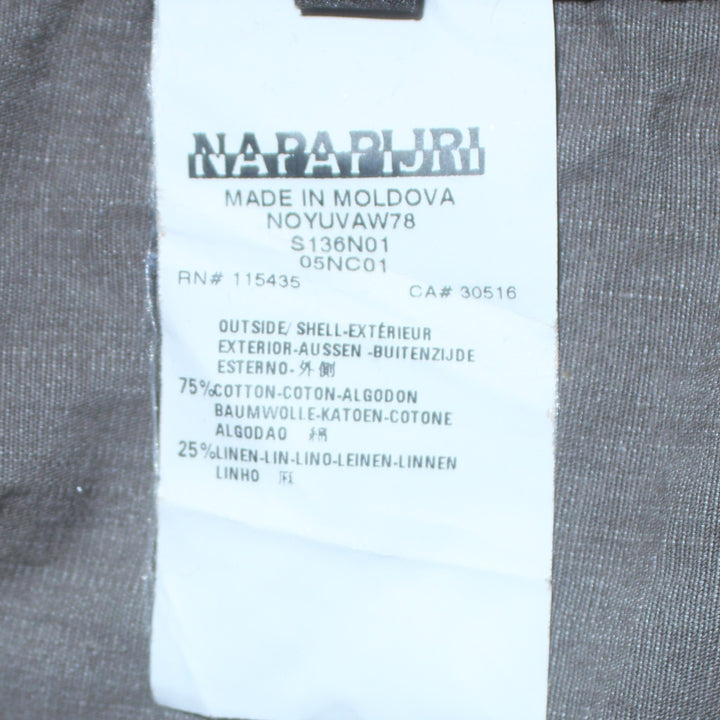 NAPAPIJRI
MADE IN MOLDOVA
NOYUVAW78
S136N01
05NC01
RN# 115435 CA# 30516
OUTSIDE/ SHELL-EXTÉRIEUR
EXTERIOR-AUSSEN -BUITENZIJDE
ESTERNO-外側
75%COTTON-COTON-ALGODON
BAUMWOLLE-KATOEN-COTONE
ALGODAO 綿
25%LINEN-LIN-LINO-LEINEN-LINNEN
LINHO 麻